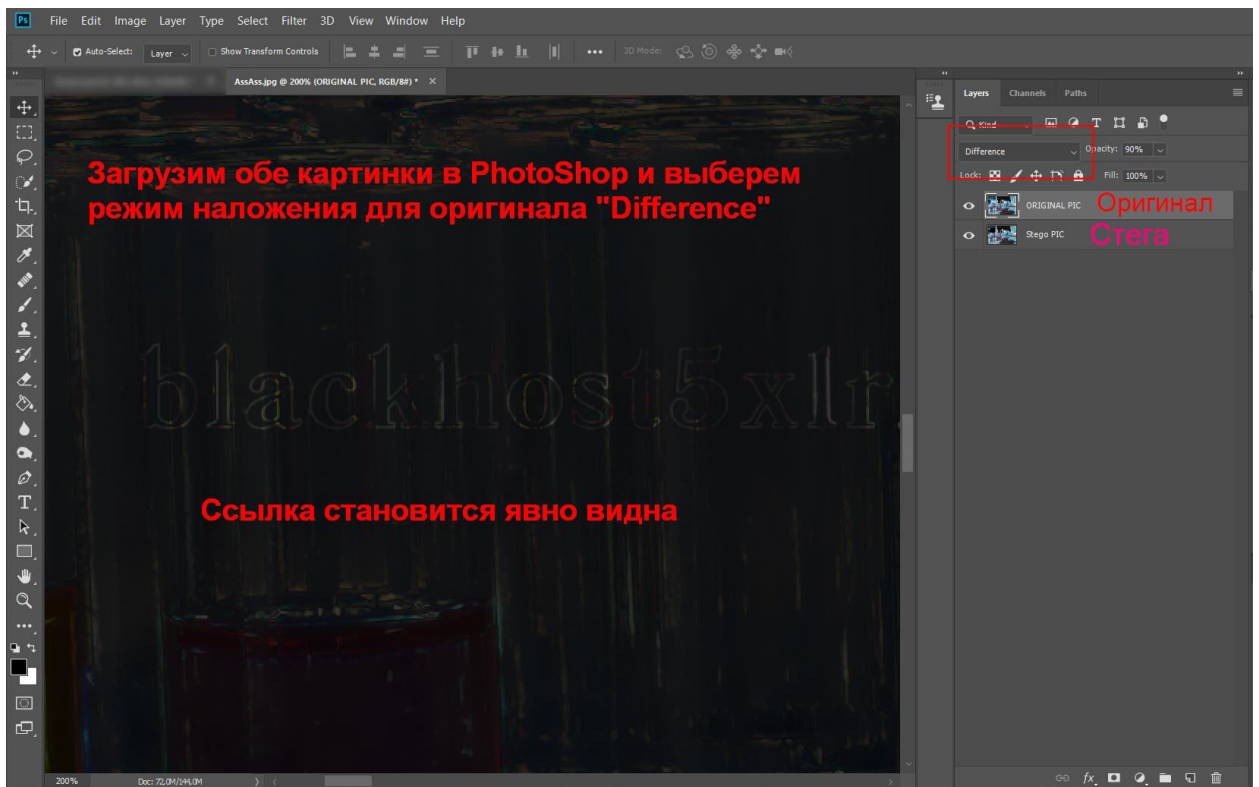 Ps File Edit Image Layer Type Select Filter 3D View Window Help
Auto-Select: Layer Show Transform Controls 3D Mode:
AssAss.jpg @ 200% (ORIGINAL PIC, RGB/8#) * ×
Layers Channels Paths
Kind
Difference Opacity: 90%
Lock: Fill: 100%
ORIGINAL PIC Оригинал
Stego PIC Стега
Загрузим обе картинки в PhotoShop и выберем
режим наложения для оригинала "Difference"
blackhost5xlr.
Ссылка становится явно видна
200% Doc: 72,0M/144,0M